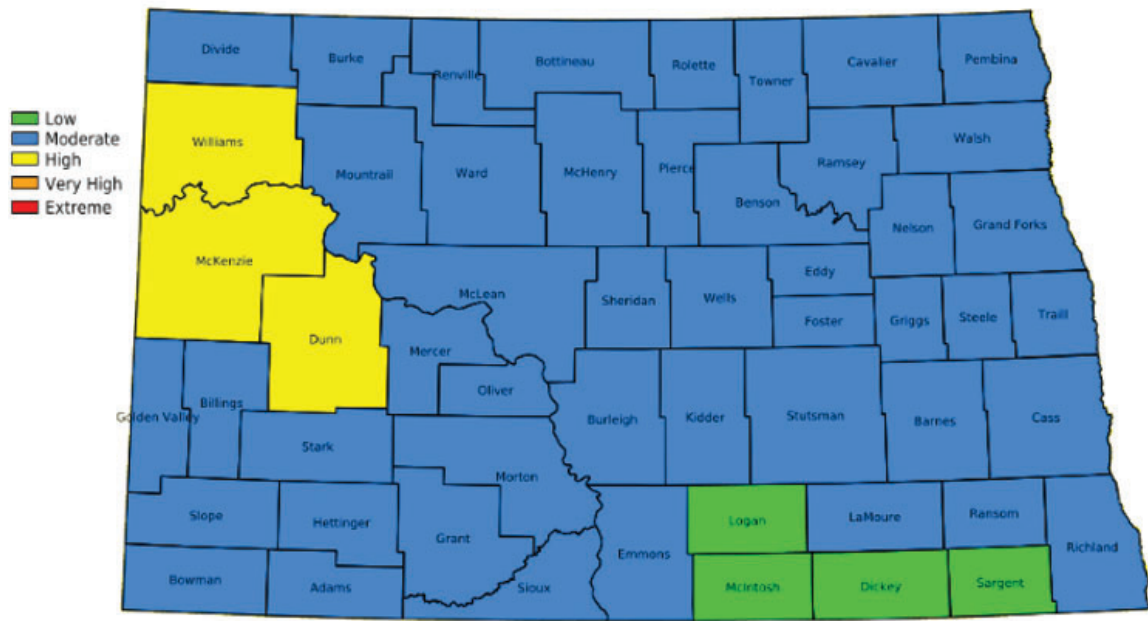 Divide
Burke
Renville
Bottineau
Rolette
Towner
Cavalier
Pembina
Low
Moderate
High
Very High
Extreme
Williams
Mountrail
Ward
McHenry
Pierce
Benson
Ramsey
Walsh
Nelson
Grand Forks
McKenzie
McLean
Sheridan
Wells
Eddy
Foster
Griggs
Steele
Traill
Dunn
Mercer
Oliver
Golden Valley
Billings
Stark
Burleigh
Kidder
Stutsman
Barnes
Cass
Morton
Slope
Hettinger
Grant
Emmons
Logan
LaMoure
Ransom
Richland
Bowman
Adams
Sioux
McIntosh
Dickey
Sargent